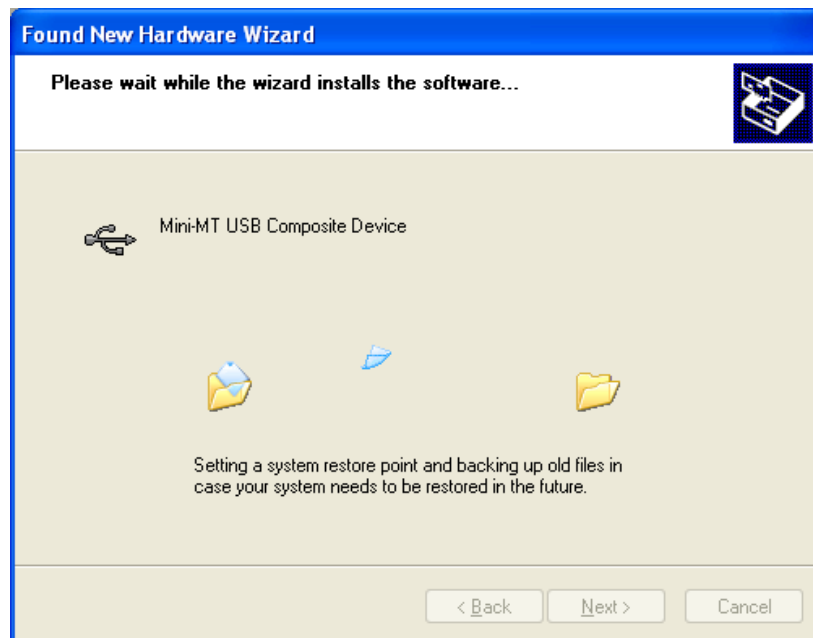 Found New Hardware Wizard
Please wait while the wizard installs the software...
Mini-MT USB Composite Device
Setting a system restore point and backing up old files in
case your system needs to be restored in the future.
< Back
Next >
Cancel